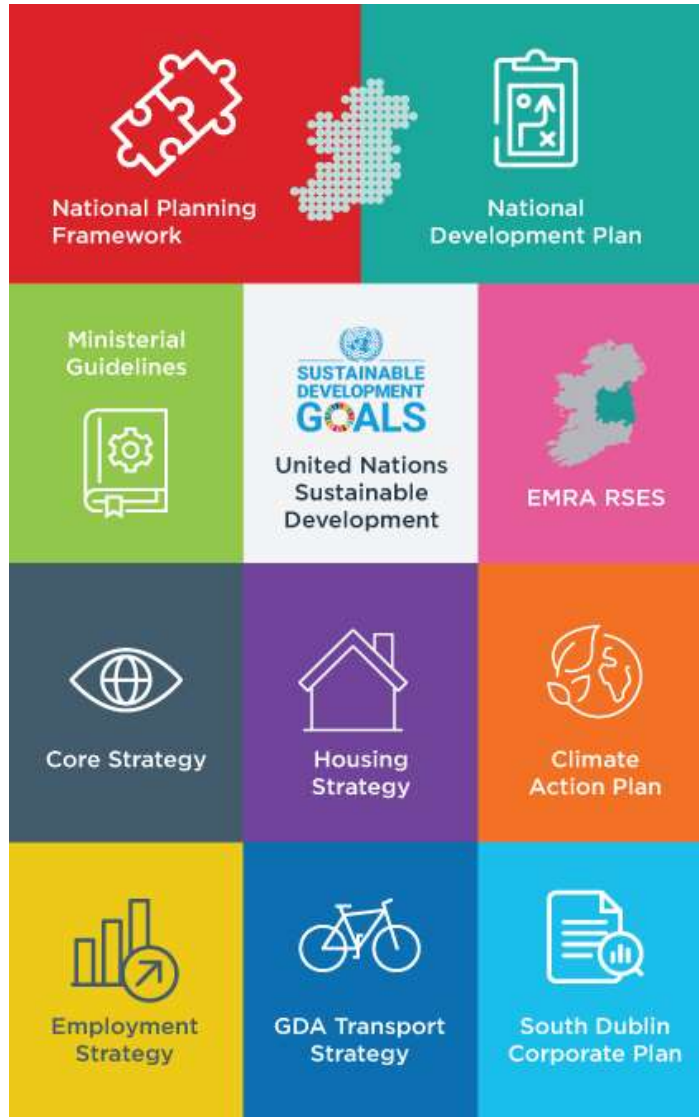 National Planning
Framework
National
Development Plan
Ministerial
Guidelines
SUSTAINABLE
DEVELOPMENT
GOALS
United Nations
Sustainable
Development
EMRA RSES
Core Strategy
Housing
Strategy
Climate
Action Plan
Employment
Strategy
GDA Transport
Strategy
South Dublin
Corporate Plan